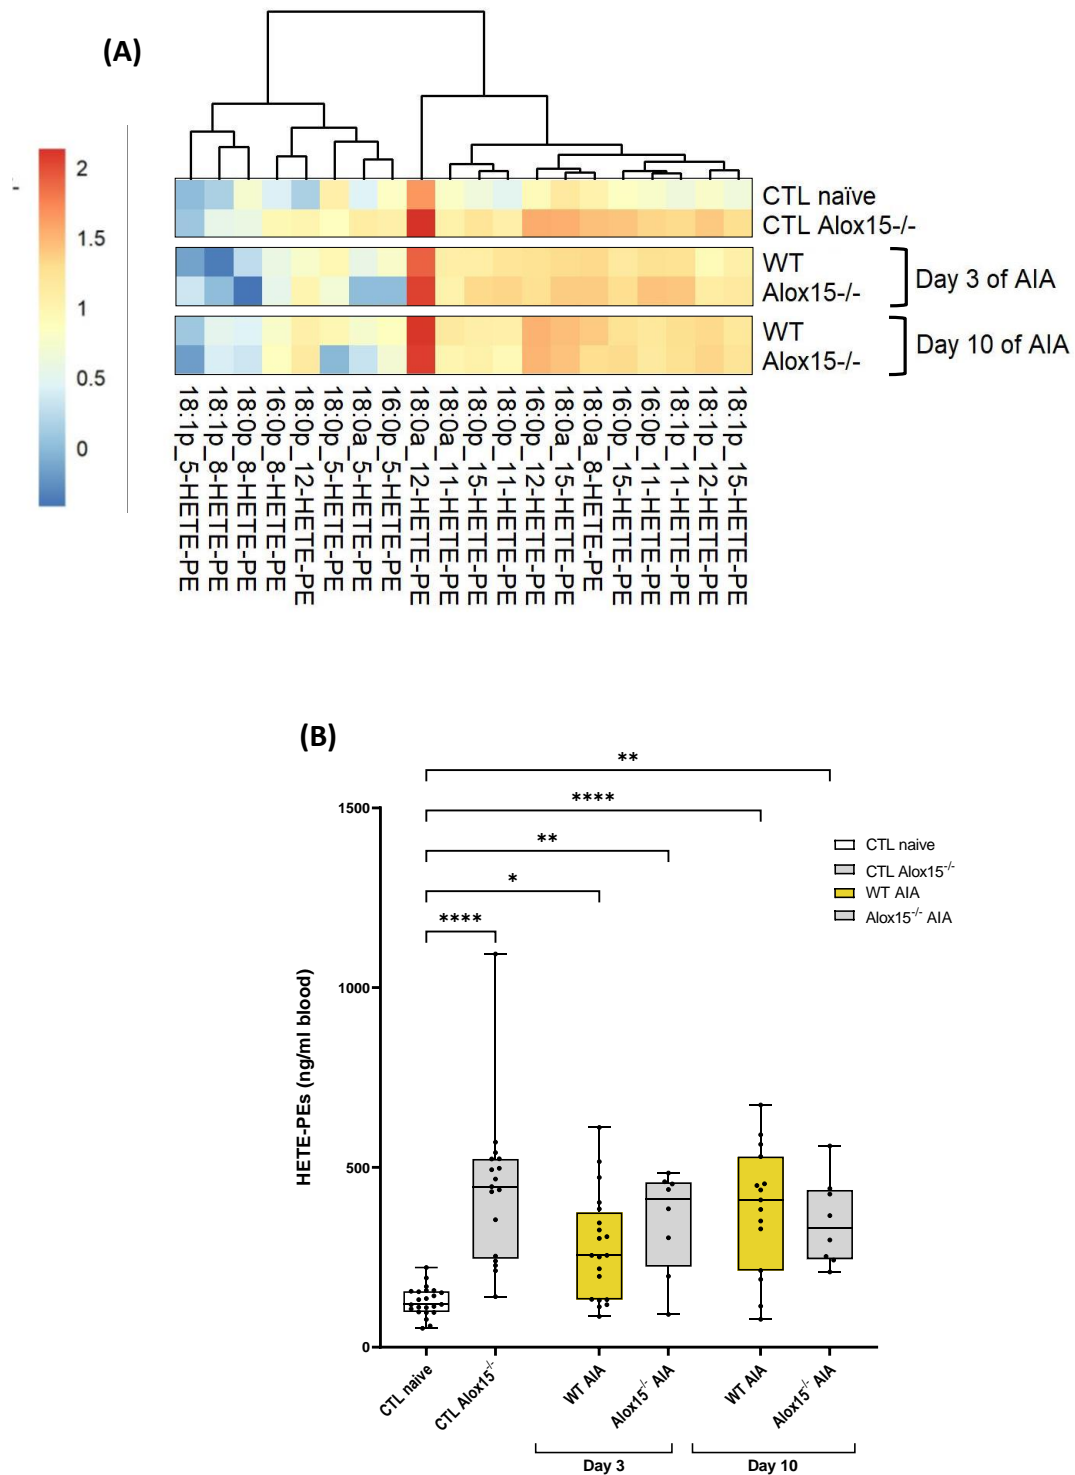 (A)
2
1.5
1
0.5
0
CTL naïve
CTL Alox15-/-
WT
Alox15-/-
Day 3 of AIA
WT
Alox15-/-
Day 10 of AIA
18:1p_5-HETE-PE
18:1p_8-HETE-PE
18:0p_8-HETE-PE
16:0p_8-HETE-PE
18:0p_12-HETE-PE
18:0p_5-HETE-PE
18:0a_5-HETE-PE
16:0p_5-HETE-PE
18:0a_12-HETE-PE
18:0a_11-HETE-PE
18:0p_15-HETE-PE
18:0p_11-HETE-PE
16:0p_12-HETE-PE
18:0a_15-HETE-PE
18:0a_8-HETE-PE
16:0p_15-HETE-PE
16:0p_11-HETE-PE
18:1p_11-HETE-PE
18:1p_12-HETE-PE
18:1p_15-HETE-PE
(B)
**
****
**
*
****
1500
1000
500
0
HETE-PEs (ng/ml blood)
CTL naive
CTL Alox15-/-
WT AIA
Alox15-/- AIA
CTL naive
CTL Alox15-/-
WT AIA
Alox15-/- AIA
WT AIA
Alox15-/- AIA
Day 3
Day 10